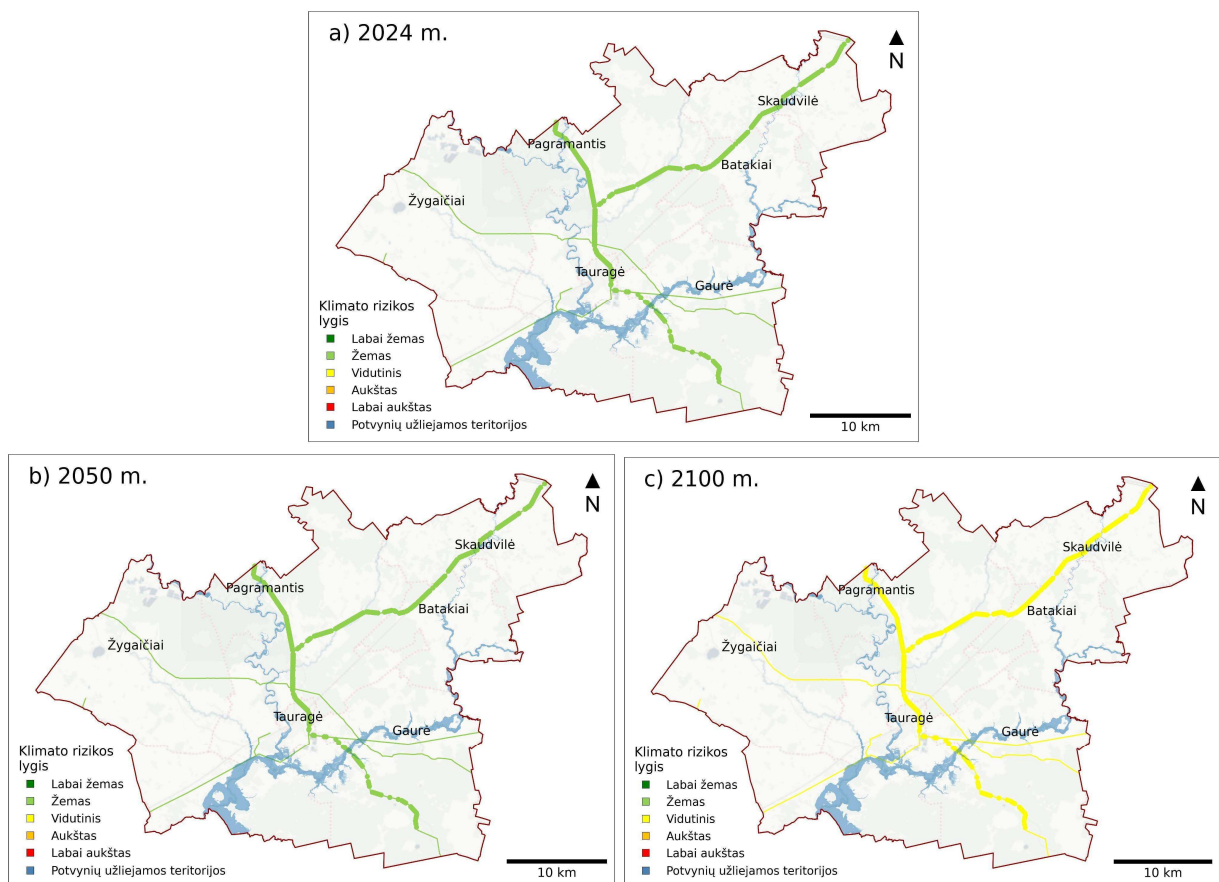 a) 2024 m.
N
Skaudvilė
Pagramantis
Batakiai
Žygaičiai
Tauragė
Gaurė
Klimato rizikos
lygis
Labai žemas
Žemas
Vidutinis
Aukštas
Labai aukštas
Potvynių užliejamos teritorijos
10 km
b) 2050 m.
N
Skaudvilė
Pagramantis
Batakiai
Žygaičiai
Tauragė
Gaurė
Klimato rizikos
lygis
Labai žemas
Žemas
Vidutinis
Aukštas
Labai aukštas
Potvynių užliejamos teritorijos
10 km
c) 2100 m.
N
Skaudvilė
Pagramantis
Batakiai
Žygaičiai
Tauragė
Gaurė
Klimato rizikos
lygis
Labai žemas
Žemas
Vidutinis
Aukštas
Labai aukštas
Potvynių užliejamos teritorijos
10 km